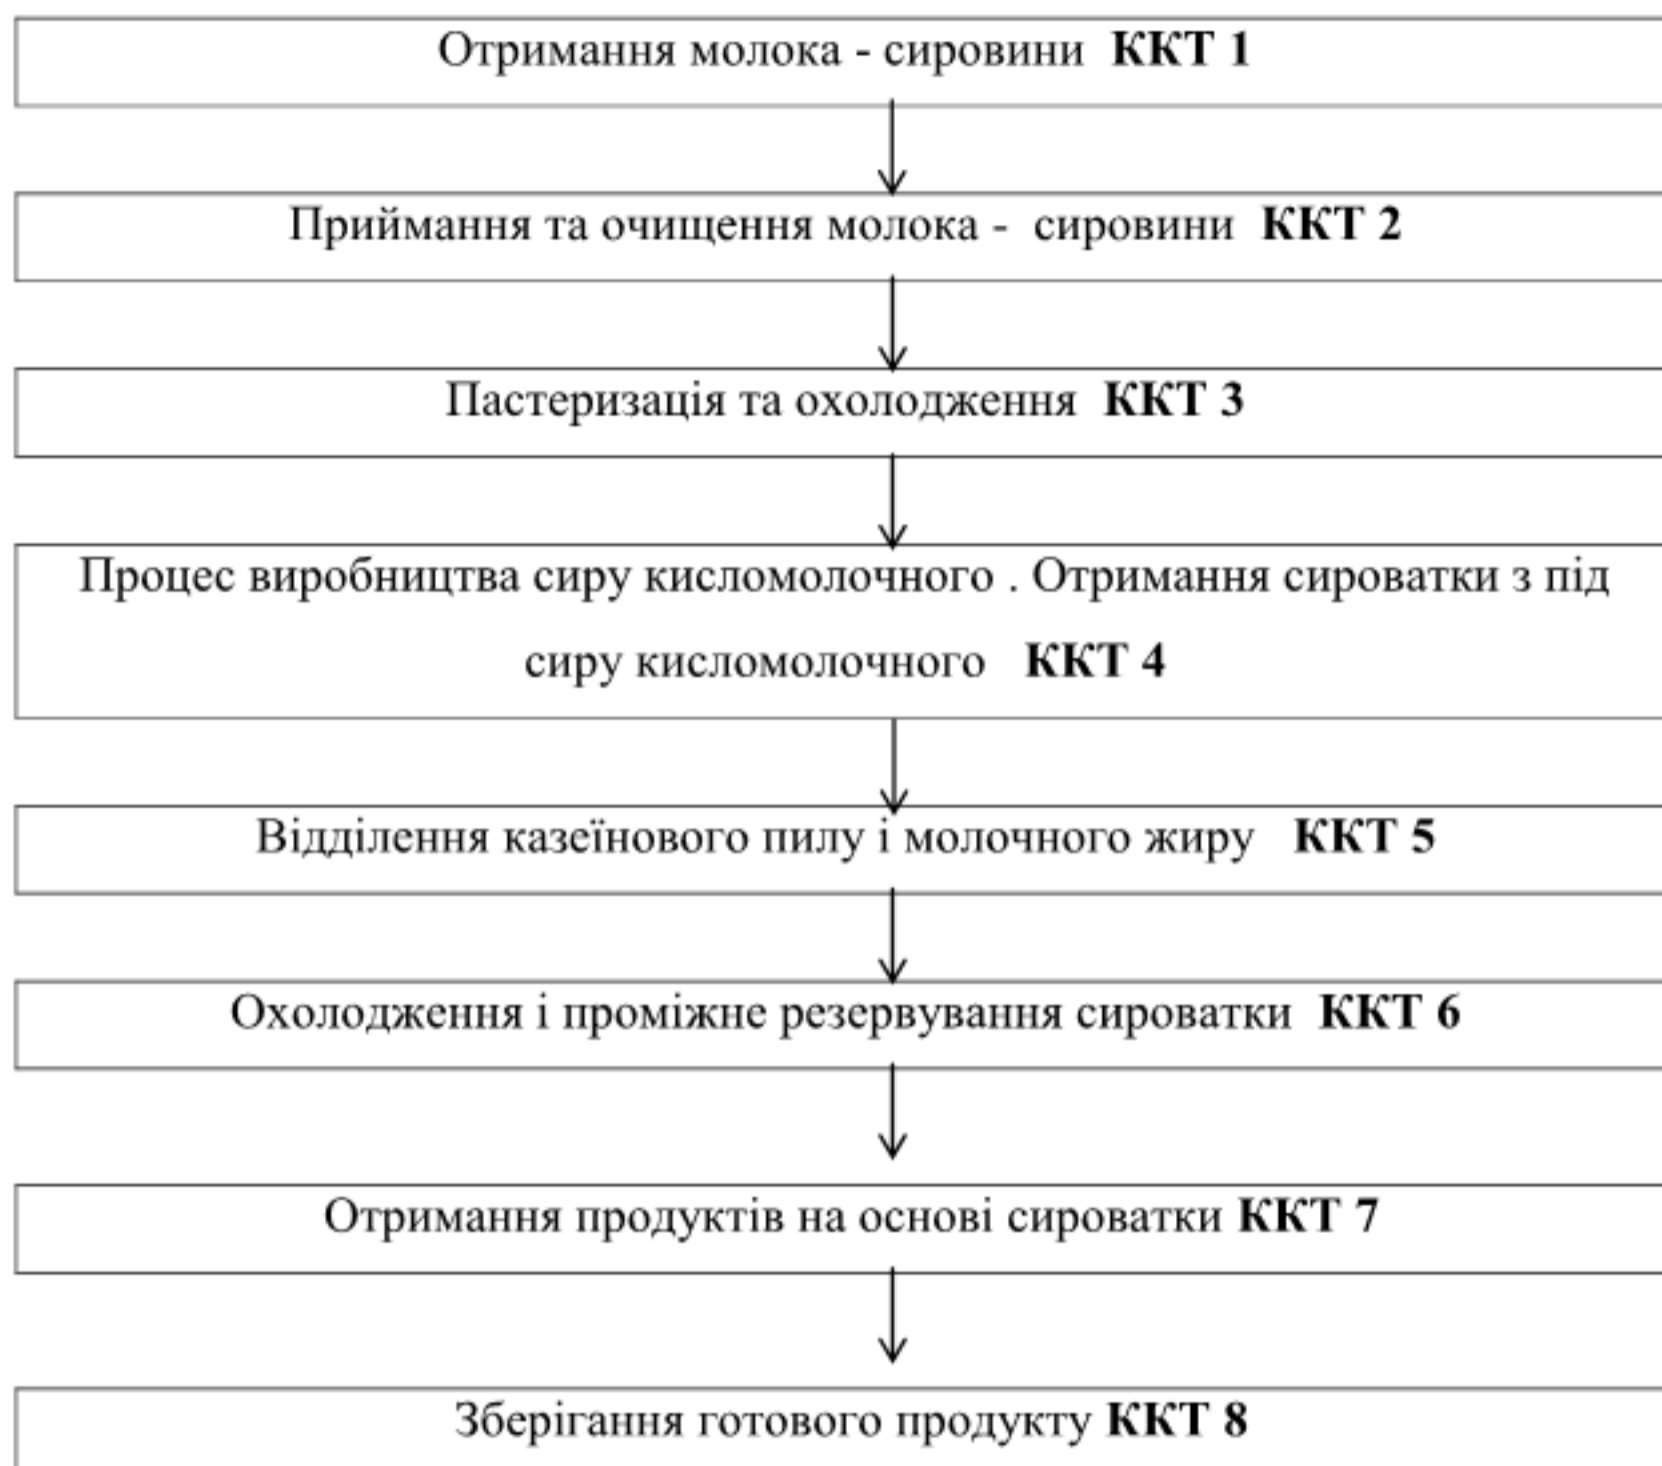 Отримання молока - сировини ККТ 1
Приймання та очищення молока - сировини ККТ 2
Пастеризація та охолодження ККТ 3
Процес виробництва сиру кисломолочного . Отримання сироватки з під
сиру кисломолочного ККТ 4
Відділення казеїнового пилу і молочного жиру ККТ 5
Охолодження і проміжне резервування сироватки ККТ 6
Отримання продуктів на основі сироватки ККТ 7
Зберігання готового продукту ККТ 8